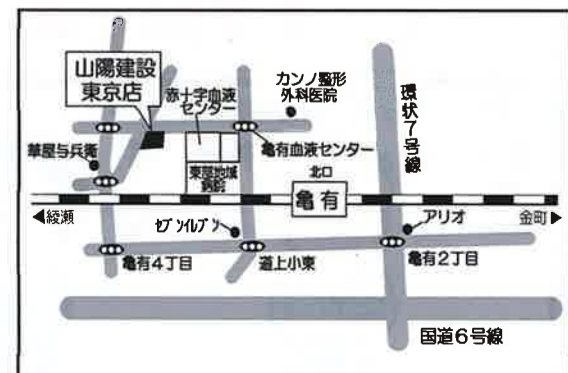 山陽建設
東京店
赤十字血液
センター
カンノ整形
外科医院
環状7号線
華屋与兵衛
亀有血液センター
東部地域
病院
北口
亀有
◀綾瀬
金町▶
セブンイレブン
アリオ
亀有4丁目
道上小東
亀有2丁目
国道6号線